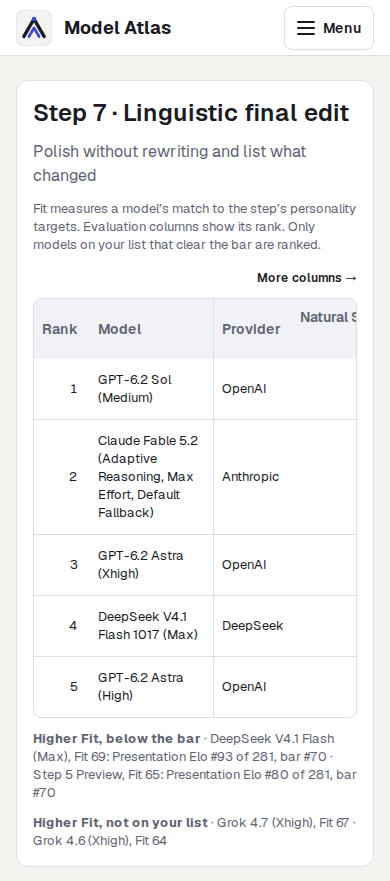 Model Atlas
Menu
Step 7 · Linguistic final edit
Polish without rewriting and list what
changed
Fit measures a model's match to the step's personality
targets. Evaluation columns show its rank. Only
models on your list that clear the bar are ranked.
More columns →
Rank Model Provider Natural
1 GPT-6.2 Sol
(Medium) OpenAI
2 Claude Fable 5.2
(Adaptive
Reasoning, Max
Effort, Default
Fallback) Anthropic
3 GPT-6.2 Astra
(Xhigh) OpenAI
4 DeepSeek V4.1
Flash 1017 (Max) DeepSeek
5 GPT-6.2 Astra
(High) OpenAI
Higher Fit, below the bar · DeepSeek V4.1 Flash
(Max), Fit 69: Presentation Elo #93 of 281, bar #70 ·
Step 5 Preview, Fit 65: Presentation Elo #80 of 281, bar
#70
Higher Fit, not on your list · Grok 4.7 (Xhigh), Fit 67 ·
Grok 4.6 (Xhigh), Fit 64